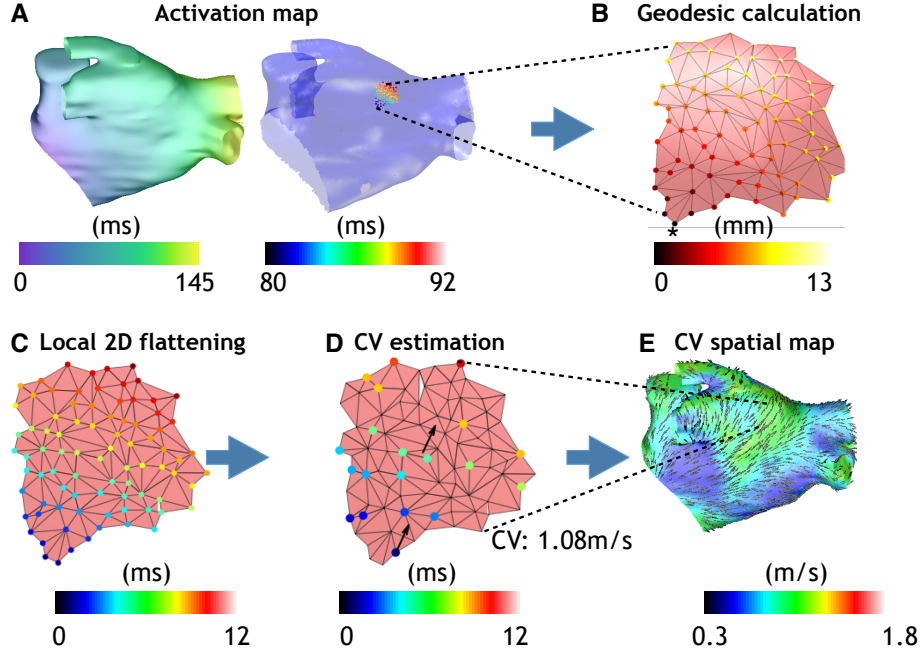 A Activation map
B Geodesic calculation
(ms)
(ms)
(mm)
*
0 145
80 92
0 13
C Local 2D flattening
D CV estimation
E CV spatial map
CV: 1.08m/s
(ms)
(ms)
(m/s)
0 12
0 12
0.3 1.8